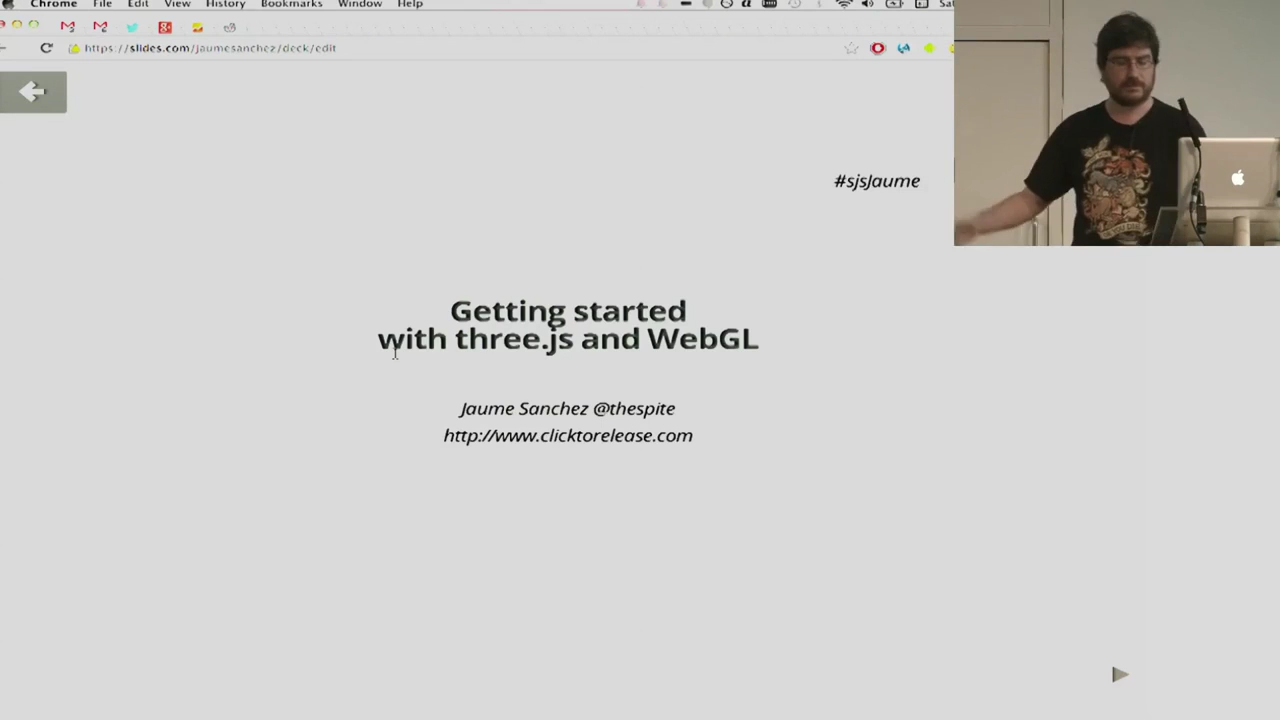 Chrome File Edit View History Bookmarks Window Help
https://slides.com/jaumesanchez/deck/edit
#sjsJaume
Getting started
with three.js and WebGL
Jaume Sanchez @thespite
http://www.clicktorelease.com